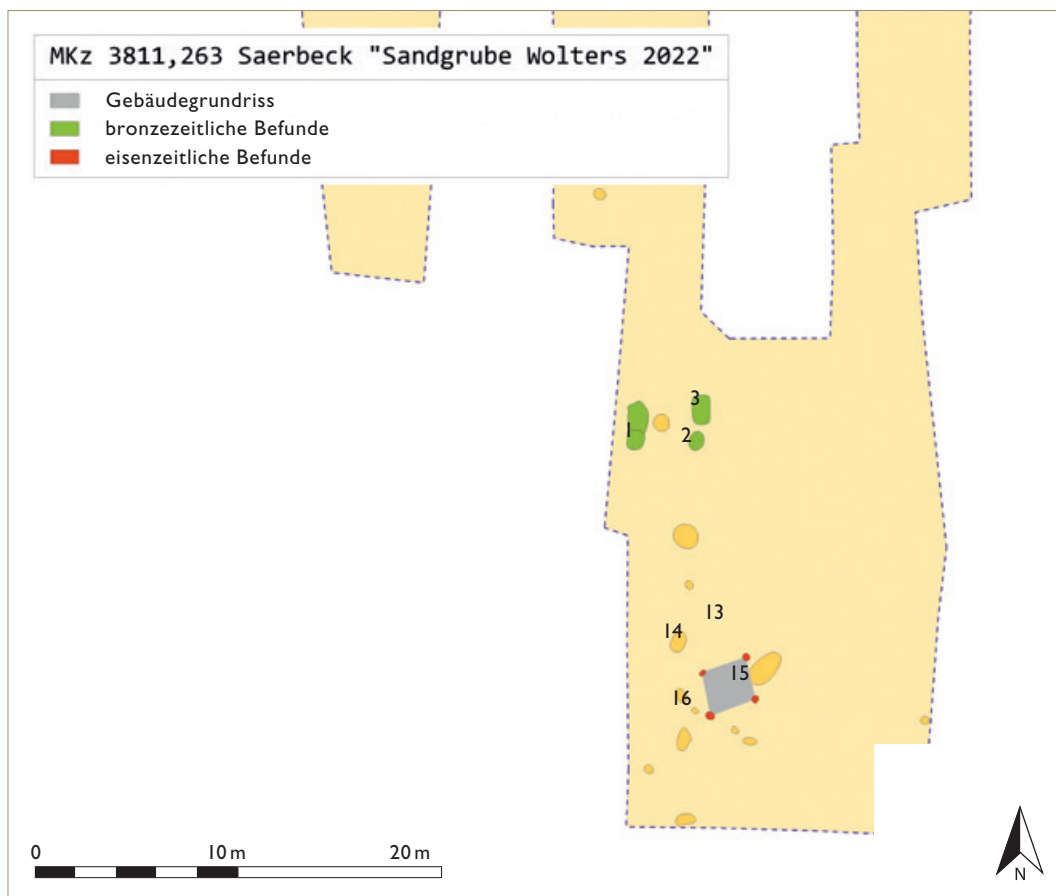 MKz 3811,263 Saerbeck "Sandgrube Wolters 2022"
Gebäudegrundriss
bronzezeitliche Befunde
eisenzeitliche Befunde
3
1
2
13
14
15
16
0 10 m 20 m
N